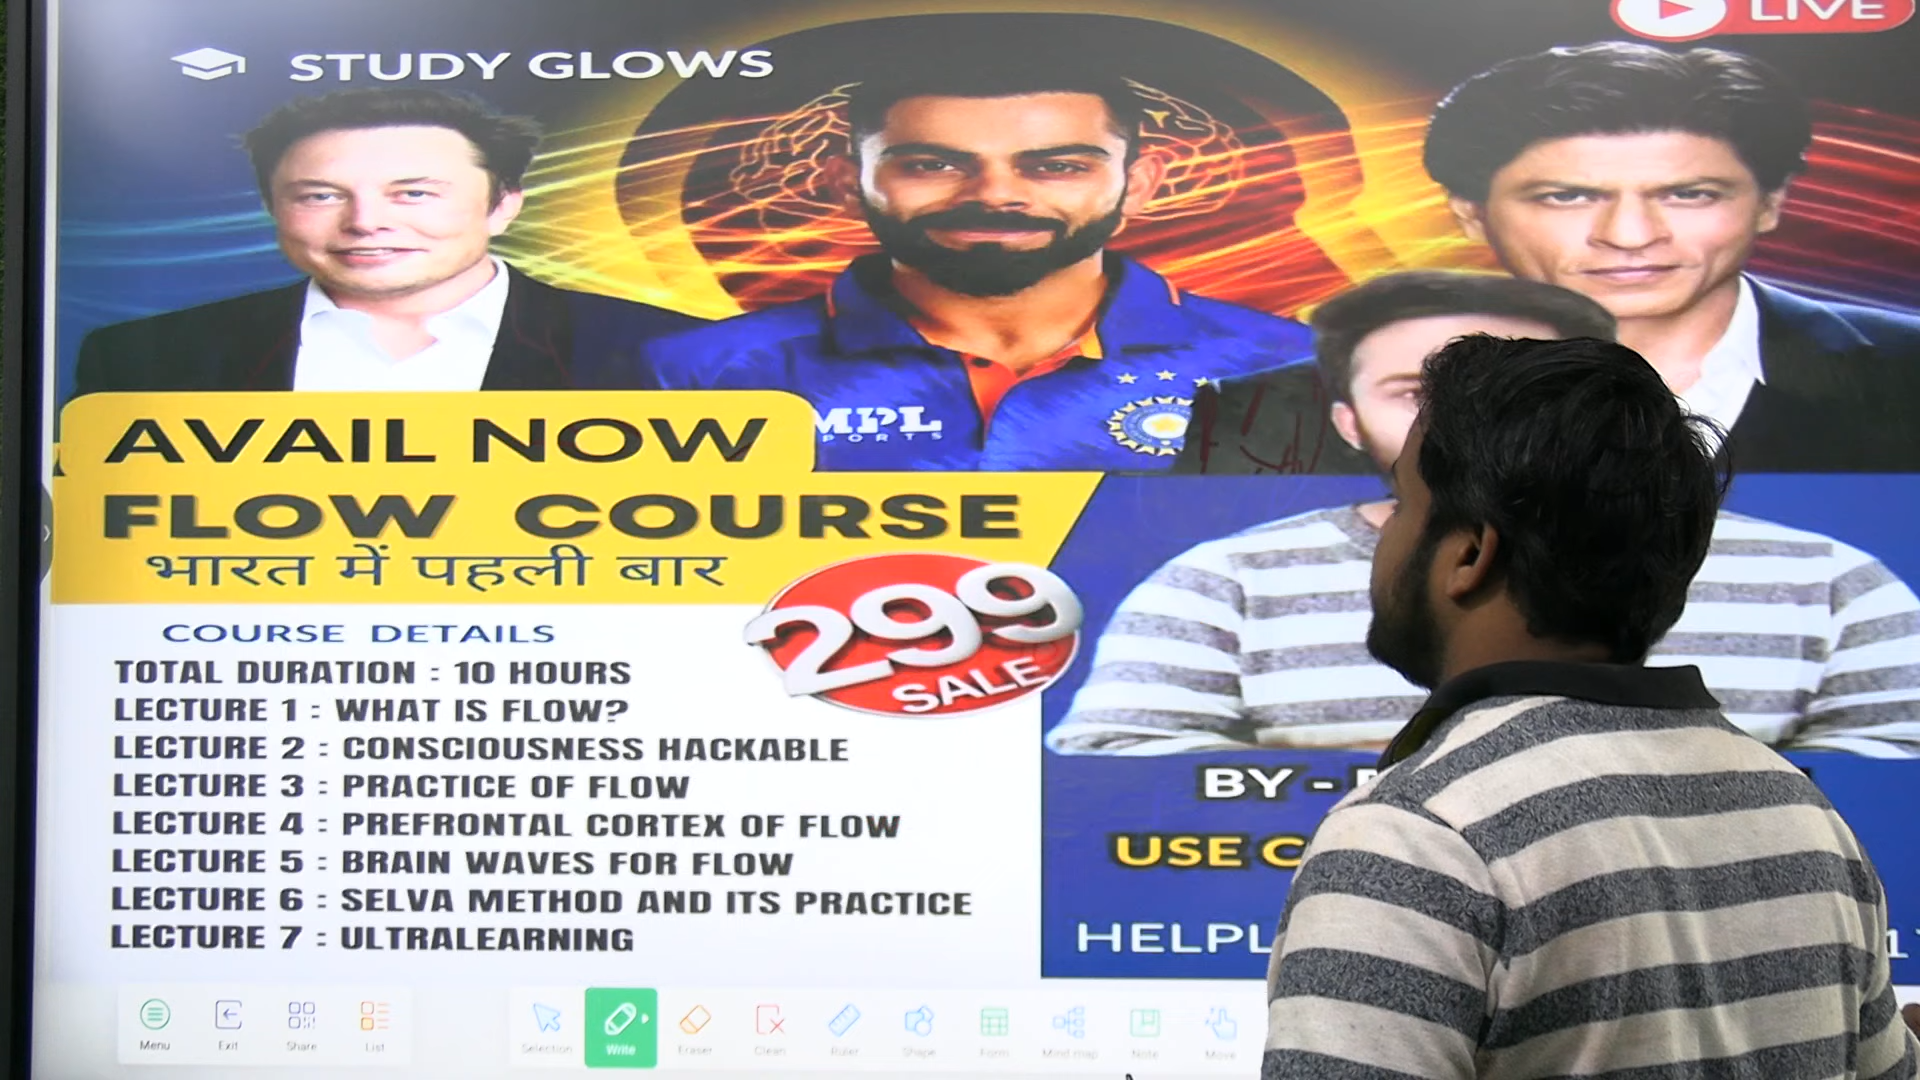 LIVE
STUDY GLOWS
MPL
SPORTS
AVAIL NOW
FLOW COURSE
भारत में पहली बार
299
SALE
COURSE DETAILS
TOTAL DURATION : 10 HOURS
LECTURE 1 : WHAT IS FLOW?
LECTURE 2 : CONSCIOUSNESS HACKABLE
LECTURE 3 : PRACTICE OF FLOW
LECTURE 4 : PREFRONTAL CORTEX OF FLOW
LECTURE 5 : BRAIN WAVES FOR FLOW
LECTURE 6 : SELVA METHOD AND ITS PRACTICE
LECTURE 7 : ULTRALEARNING
BY -
USE
Menu Exit Share List Selection Write Eraser Clean Ruler Shape Form Mind map Note Move